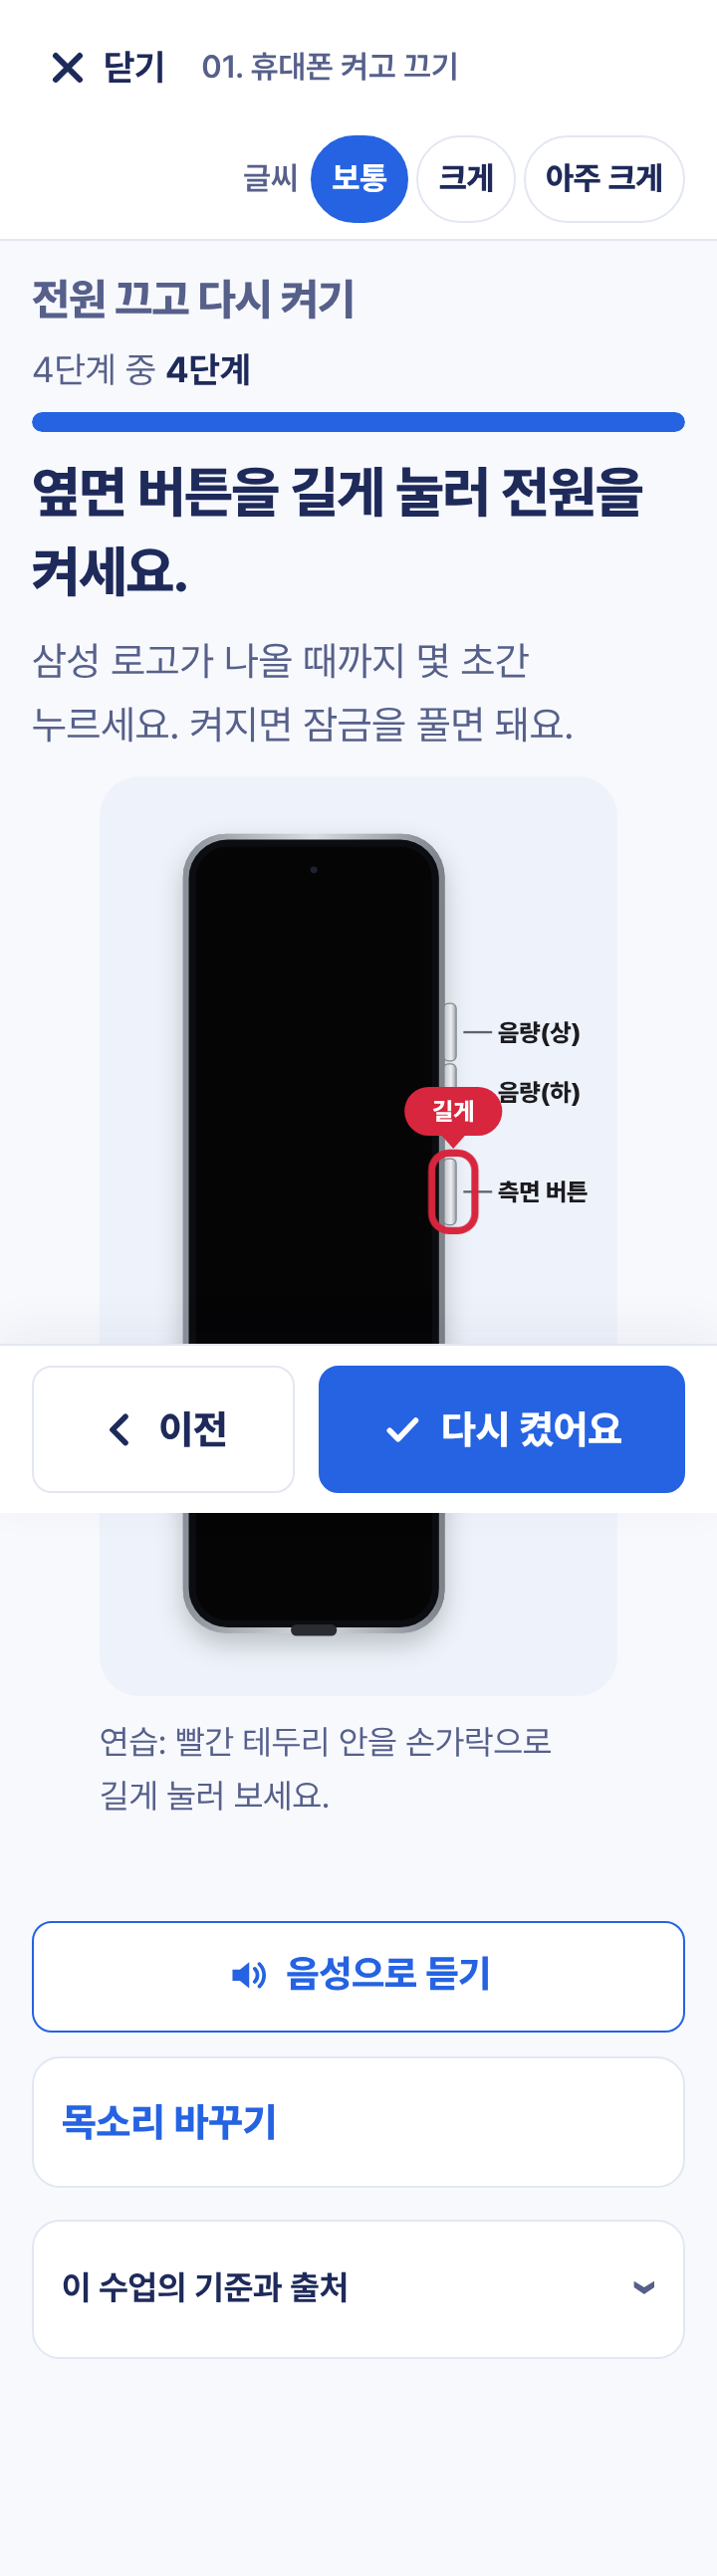 닫기 01. 휴대폰 켜고 끄기
글씨 보통 크게 아주 크게
전원 끄고 다시 켜기
4단계 중 4단계
옆면 버튼을 길게 눌러 전원을
켜세요.
삼성 로고가 나올 때까지 몇 초간
누르세요. 켜지면 잠금을 풀면 돼요.
음량(상)
음량(하)
길게
측면 버튼
이전 다시 켰어요
연습: 빨간 테두리 안을 손가락으로
길게 눌러 보세요.
음성으로 듣기
목소리 바꾸기
이 수업의 기준과 출처